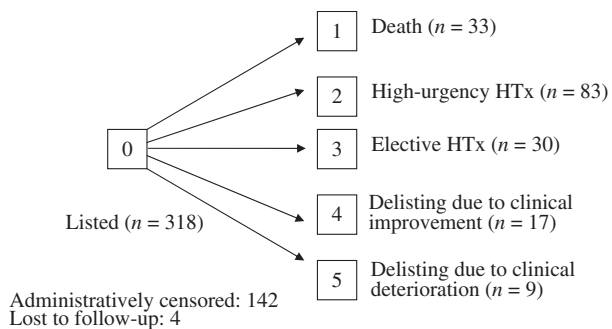 1 Death (n = 33)
2 High-urgency HTx (n = 83)
0 3 Elective HTx (n = 30)
Listed (n = 318)
4 Delisting due to clinical
improvement (n = 17)
5 Delisting due to clinical
deterioration (n = 9)
Administratively censored: 142
Lost to follow-up: 4